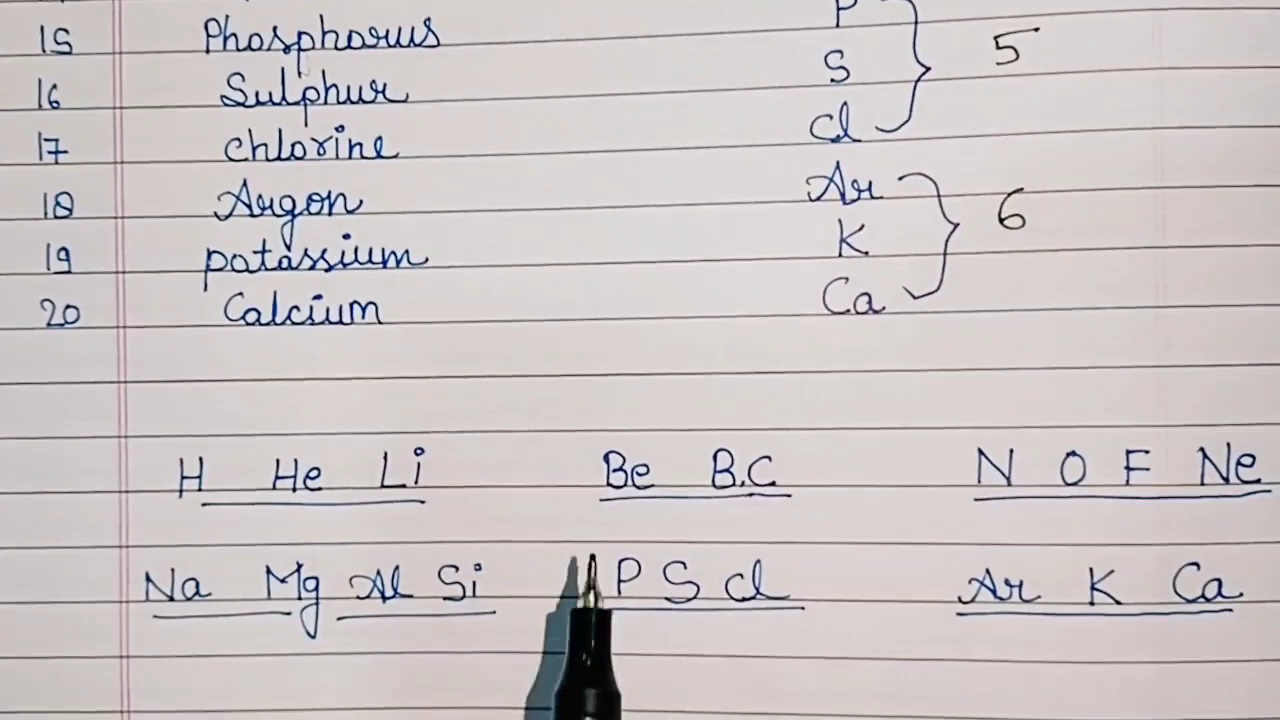 15 Phosphorus P
5
16 Sulphur S
17 chlorine Cl
18 Argon Ar
6
19 potassium K
20 Calcium Ca
H He Li Be B.C N O F Ne
Na Mg Al Si P S Cl Ar K Ca